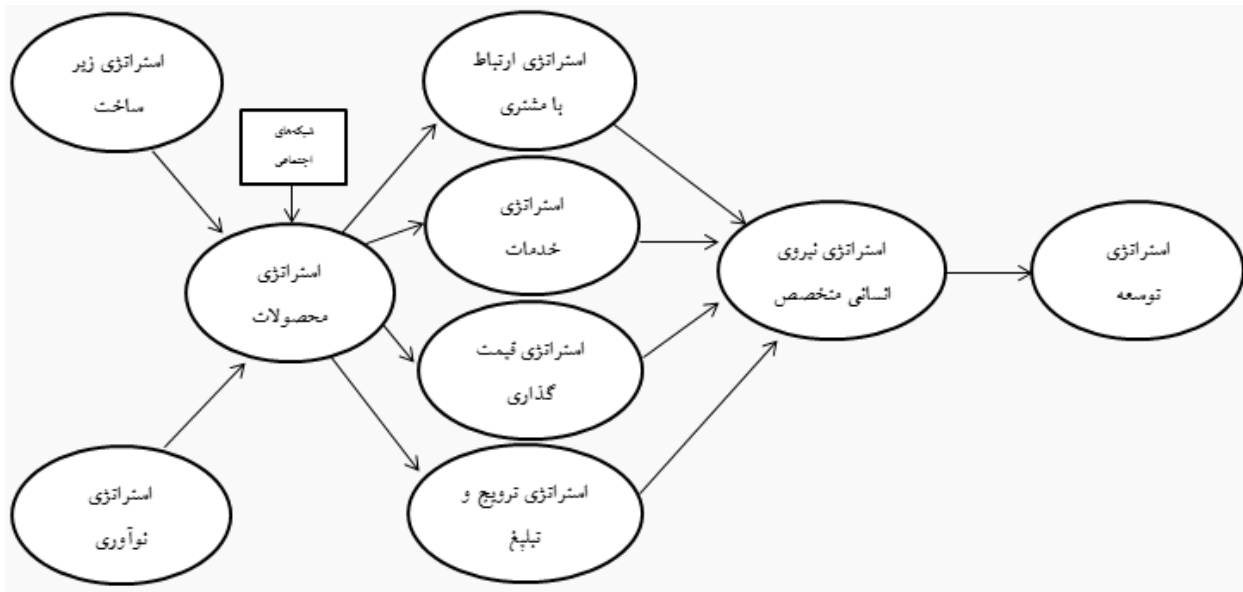 استراتژی زیر
ساخت
شبکه‌های
اجتماعی
استراتژی
محصولات
استراتژی
نوآوری
استراتژی ارتباط
با مشتری
استراتژی
خدمات
استراتژی قیمت
گذاری
استراتژی ترویج و
تبلیغ
استراتژی نیروی
انسانی متخصص
استراتژی
توسعه